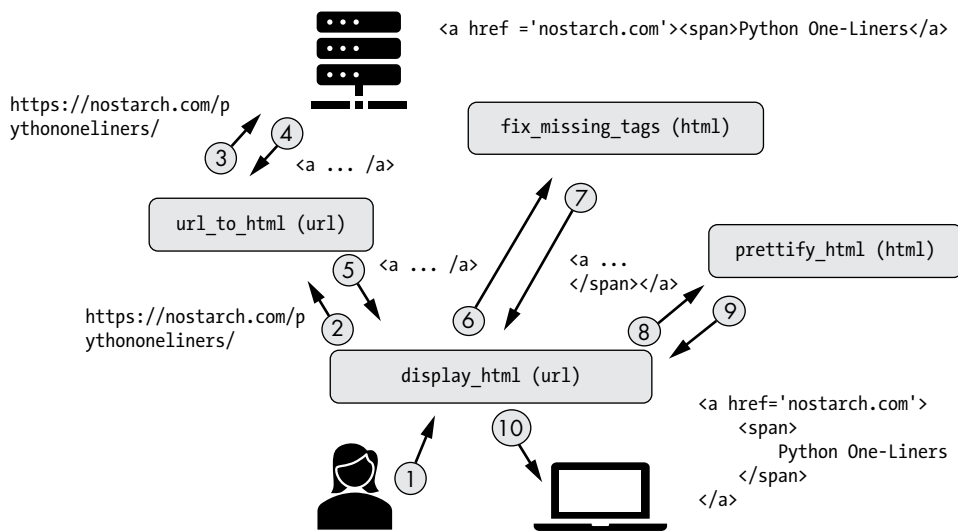 <a href ='nostarch.com'><span>Python One-Liners</a>
https://nostarch.com/p
ythononeliners/
3
4
<a ... /a>
fix_missing_tags (html)
url_to_html (url)
7
prettify_html (html)
5
<a ... /a>
<a ...
</span></a>
https://nostarch.com/p
ythononeliners/
2
6
8
9
display_html (url)
<a href='nostarch.com'>
    <span>
        Python One-Liners
    </span>
</a>
1
10